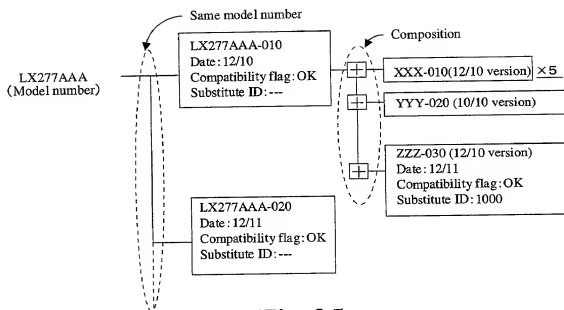 Same model number
LX277AAA-010
Date : 12/10
Compatibility flag: OK
Substitute ID: ---
Composition
LX277AAA
(Model number)
XXX-010(12/10 version) ×5
YYY-020 (10/10 version)
ZZZ-030 (12/10 version)
Date : 12/11
Compatibility flag: OK
Substitute ID: 1000
LX277AAA-020
Date : 12/11
Compatibility flag: OK
Substitute ID: ---